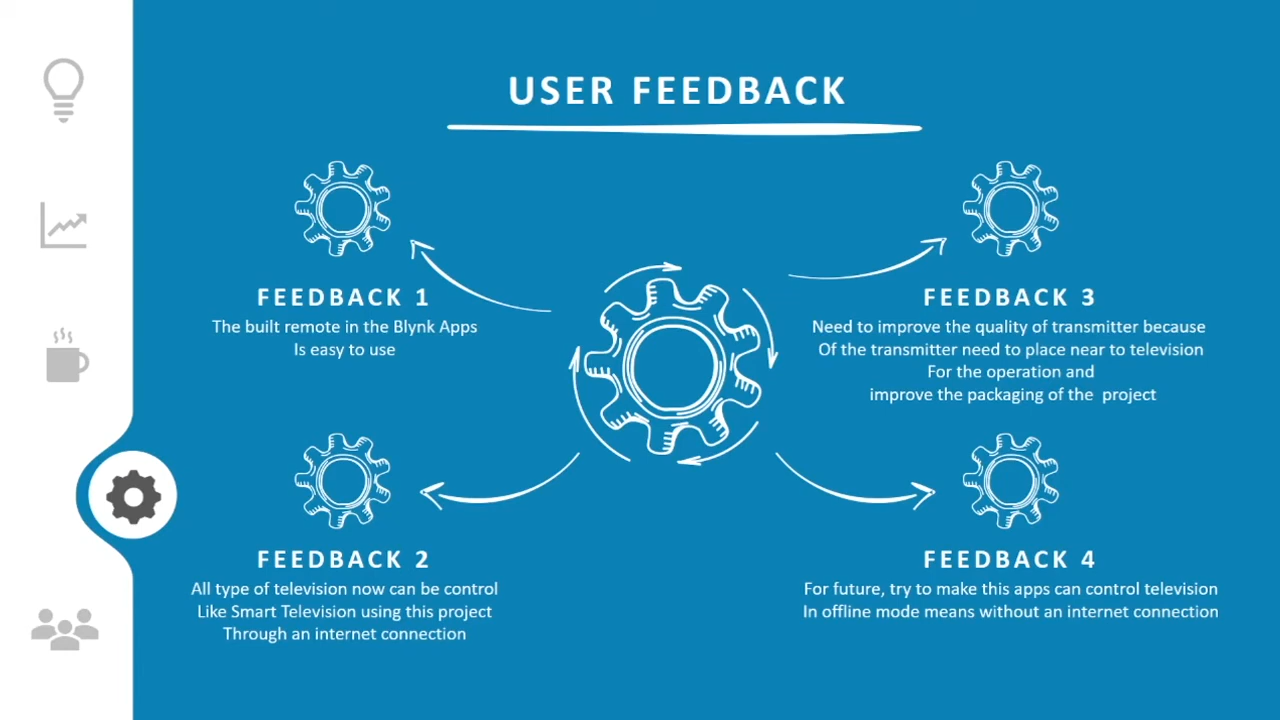 USER FEEDBACK
FEEDBACK 1
The built remote in the Blynk Apps
Is easy to use
FEEDBACK 2
All type of television now can be control
Like Smart Television using this project
Through an internet connection
FEEDBACK 3
Need to improve the quality of transmitter because
Of the transmitter need to place near to television
For the operation and
improve the packaging of the  project
FEEDBACK 4
For future, try to make this apps can control television
In offline mode means without an internet connection